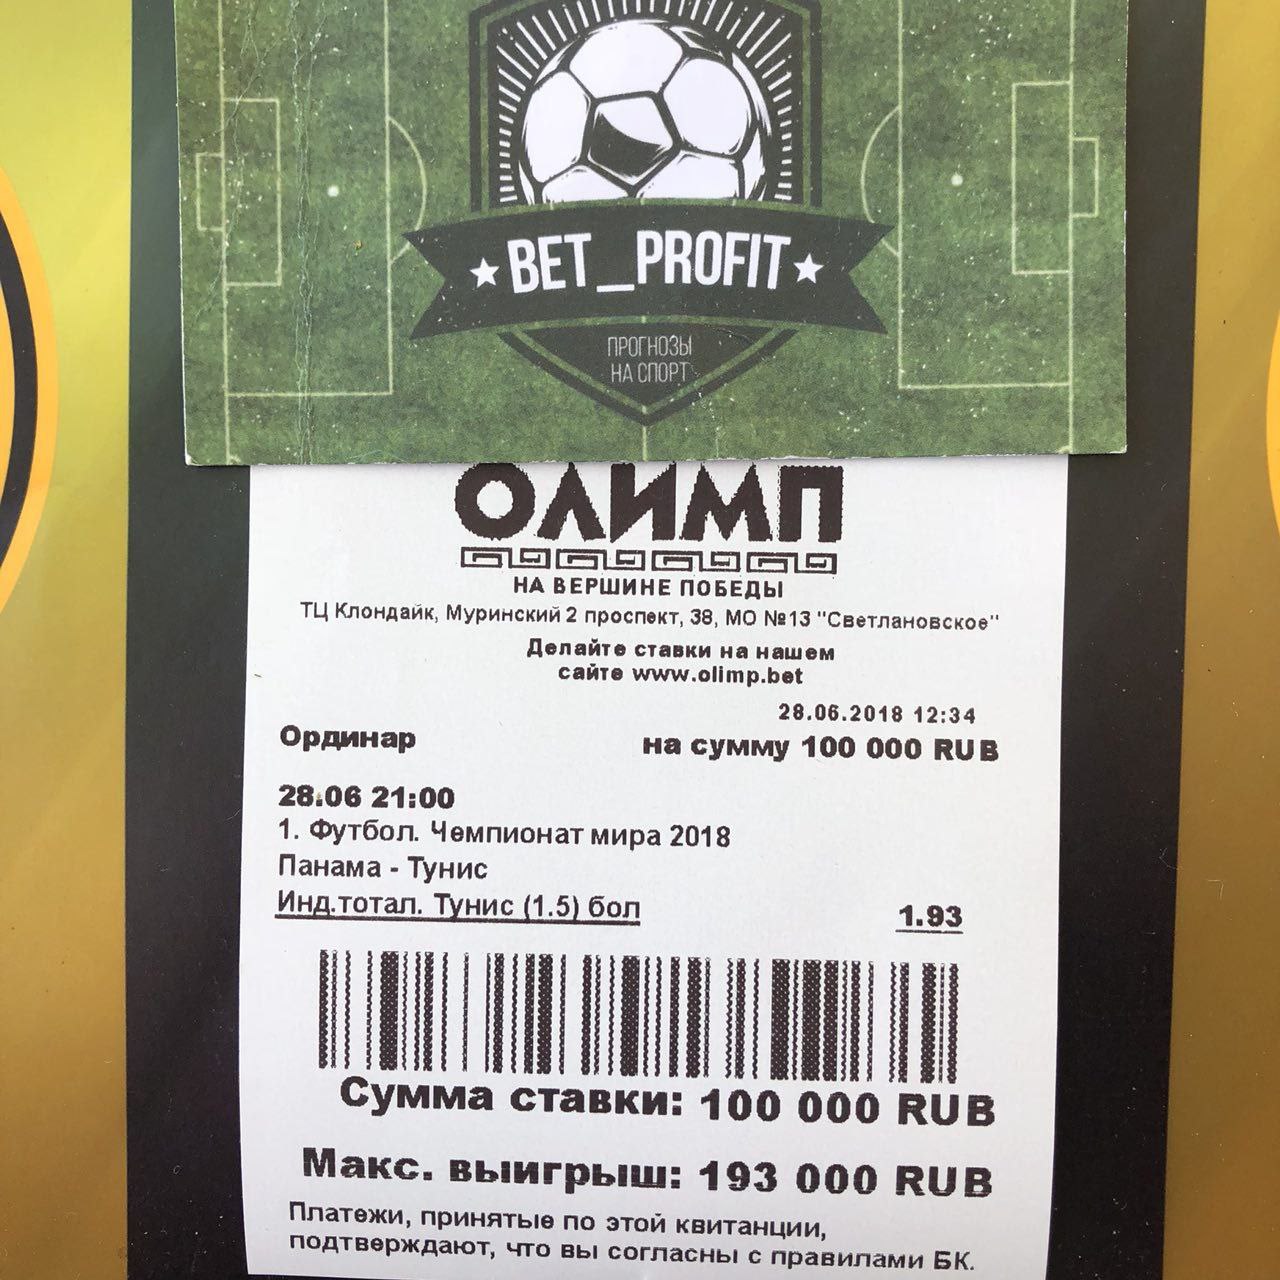 BET_PROFIT
ПРОГНОЗЫ
НА СПОРТ
ОЛИМП
НА ВЕРШИНЕ ПОБЕДЫ
ТЦ Клондайк, Муринский 2 проспект, 38, МО №13 "Светлановское"
Делайте ставки на нашем
сайте www.olimp.bet
28.06.2018 12:34
Ординар на сумму 100 000 RUB
28.06 21:00
1. Футбол. Чемпионат мира 2018
Панама - Тунис
Инд.тотал. Тунис (1.5) бол 1.93
Сумма ставки: 100 000 RUB
Макс. выигрыш: 193 000 RUB
Платежи, принятые по этой квитанции,
подтверждают, что вы согласны с правилами БК.